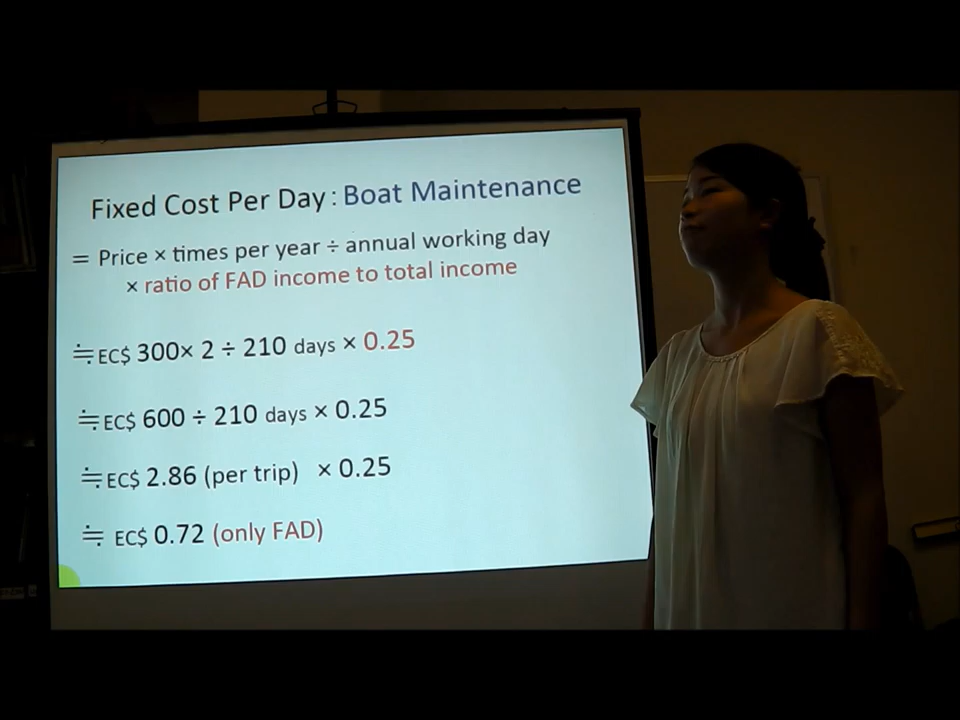 Fixed Cost Per Day : Boat Maintenance
= Price × times per year ÷ annual working day
× ratio of FAD income to total income
≒ EC$ 300× 2 ÷ 210 days × 0.25
≒ EC$ 600 ÷ 210 days × 0.25
≒ EC$ 2.86 (per trip) × 0.25
≒ EC$ 0.72 (only FAD)